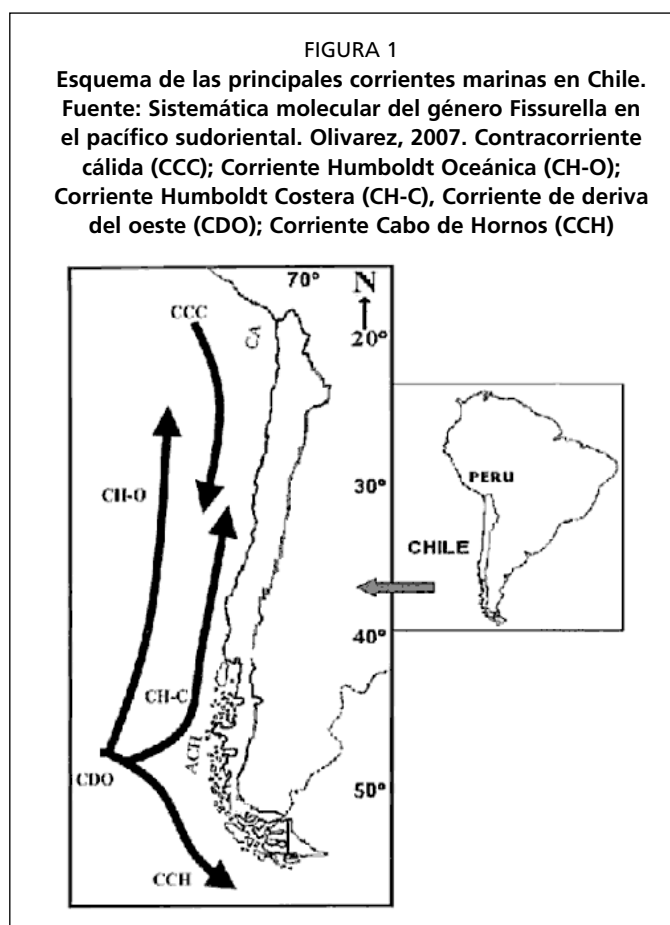 FIGURA 1
Esquema de las principales corrientes marinas en Chile.
Fuente: Sistemática molecular del género Fissurella en
el pacífico sudoriental. Olivarez, 2007. Contracorriente
cálida (CCC); Corriente Humboldt Oceánica (CH-O);
Corriente Humboldt Costera (CH-C), Corriente de deriva
del oeste (CDO); Corriente Cabo de Hornos (CCH)
70°
N
CCC
CA
20°
CH-O
30°
PERU
CHILE
40°
CH-C
ACH
CDO
50°
CCH